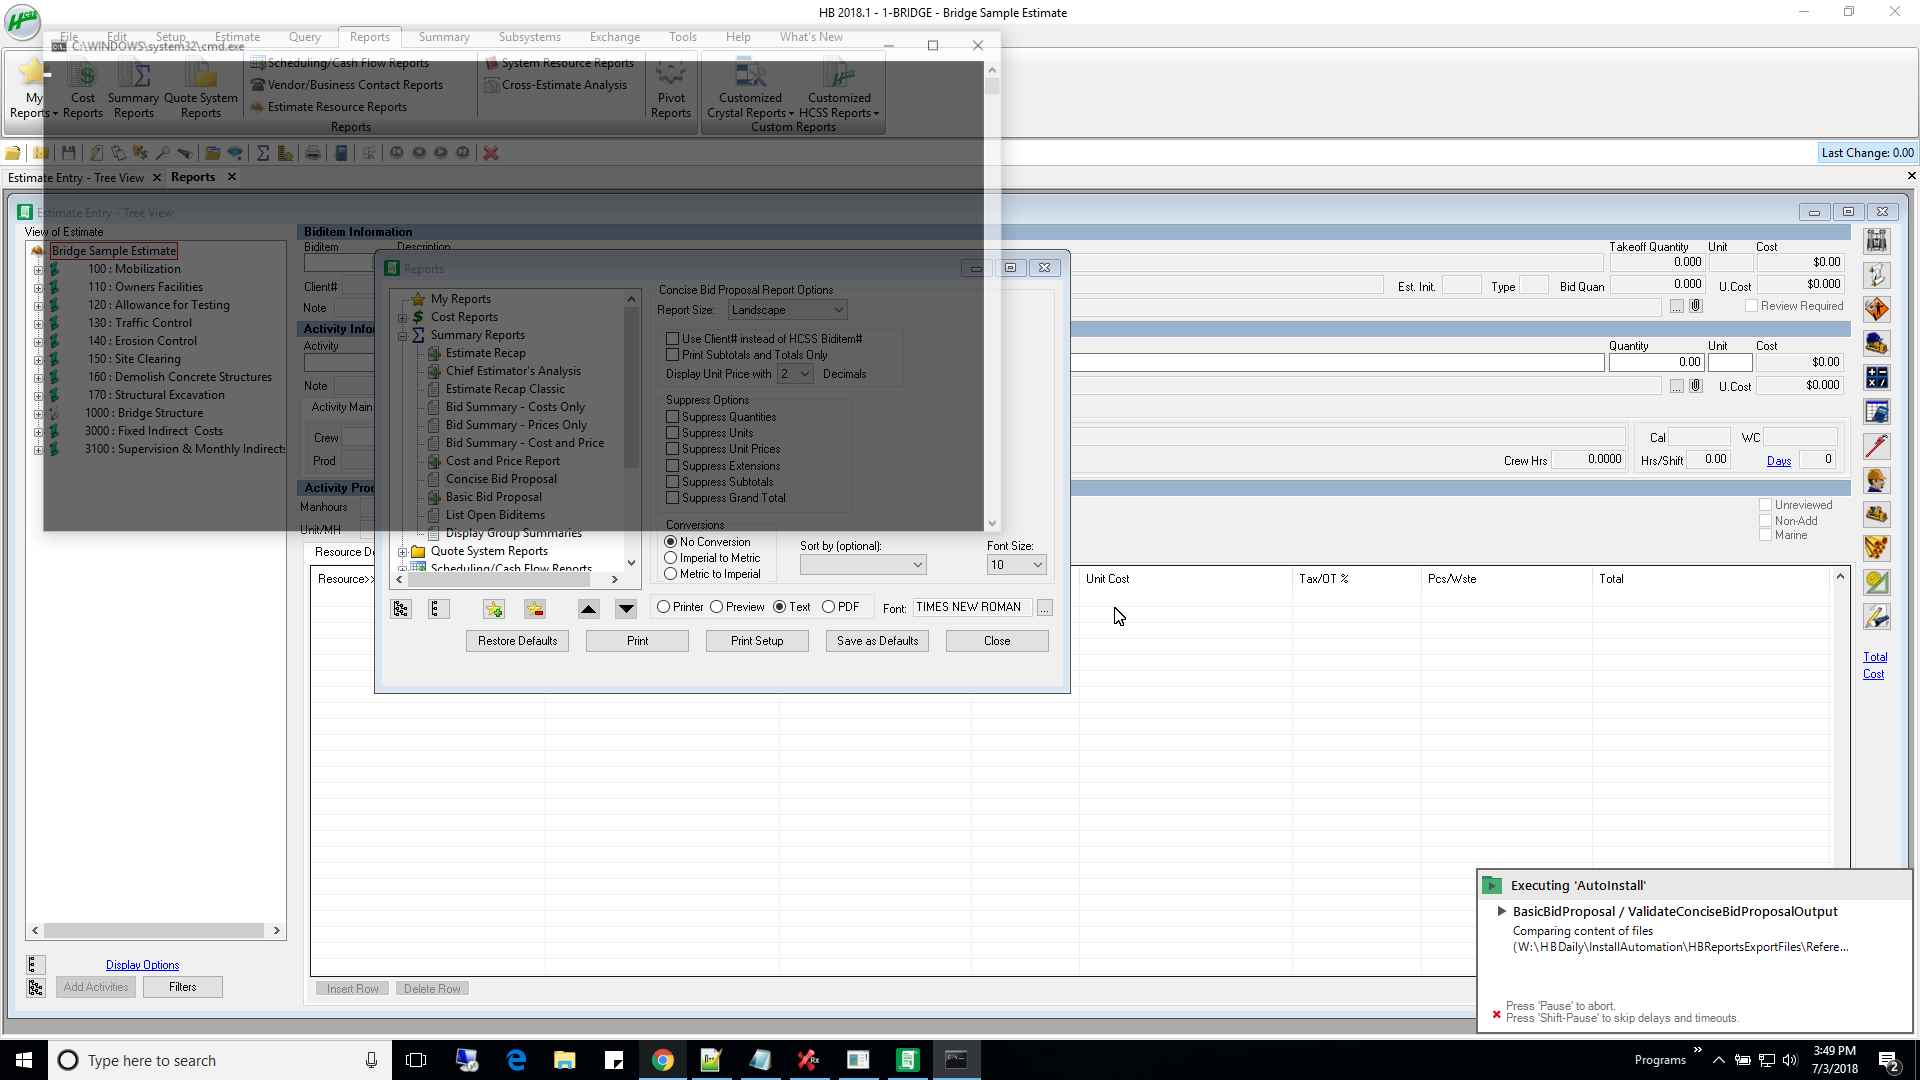 HB 2018.1 - 1-BRIDGE - Bridge Sample Estimate
File Edit Setup Estimate Query Reports Summary Subsystems Exchange Tools Help What's New
C:\WINDOWS\system32\cmd.exe
My Reports
Cost Reports
Summary Reports
Quote System Reports
Scheduling/Cash Flow Reports
Vendor/Business Contact Reports
Estimate Resource Reports
Reports
System Resource Reports
Cross-Estimate Analysis
Pivot Reports
Customized Crystal Reports
Customized HCSS Reports
Custom Reports
Last Change: 0.00
Estimate Entry - Tree View
Reports
Estimate Entry - Tree View
View of Estimate
Bridge Sample Estimate
100 : Mobilization
110 : Owners Facilities
120 : Allowance for Testing
130 : Traffic Control
140 : Erosion Control
150 : Site Clearing
160 : Demolish Concrete Structures
170 : Structural Excavation
1000 : Bridge Structure
3000 : Fixed Indirect Costs
3100 : Supervision & Monthly Indirects
Display Options
Add Activities
Filters
Biditem Information
Biditem Description
Client#
Note
Takeoff Quantity Unit Cost
0.000 $0.00
Est. Init. Type Bid Quan 0.000 U.Cost $0.000
... Review Required
Activity Infor
Activity
Quantity Unit Cost
0.00 $0.00
Note
... U.Cost $0.000
Activity Main
Crew
Prod
Cal WC
Crew Hrs 0.0000 Hrs/Shift 0.00 Days 0
Activity Prod
Manhours
Unit/MH
Unreviewed
Non-Add
Marine
Resource De
Resource>> Unit Cost Tax/OT % Pcs/Wste Total
Insert Row
Delete Row
Total
Cost
Reports
My Reports
Cost Reports
Summary Reports
Estimate Recap
Chief Estimator's Analysis
Estimate Recap Classic
Bid Summary - Costs Only
Bid Summary - Prices Only
Bid Summary - Cost and Price
Cost and Price Report
Concise Bid Proposal
Basic Bid Proposal
List Open Biditems
Display Group Summaries
Quote System Reports
Scheduling/Cash Flow Reports
Concise Bid Proposal Report Options
Report Size: Landscape
Use Client# instead of HCSS Biditem#
Print Subtotals and Totals Only
Display Unit Price with 2 Decimals
Suppress Options
Suppress Quantities
Suppress Units
Suppress Unit Prices
Suppress Extensions
Suppress Subtotals
Suppress Grand Total
Conversions
No Conversion
Imperial to Metric
Metric to Imperial
Sort by (optional):
Font Size:
10
Printer Preview Text PDF Font: TIMES NEW ROMAN ...
Restore Defaults
Print
Print Setup
Save as Defaults
Close
Executing 'AutoInstall'
BasicBidProposal / ValidateConciseBidProposalOutput
Comparing content of files
(W:\HBDaily\InstallAutomation\HBReportsExportFiles\Refere...
Press 'Pause' to abort.
Press 'Shift-Pause' to skip delays and timeouts.
Type here to search
Programs
3:49 PM
7/3/2018
2